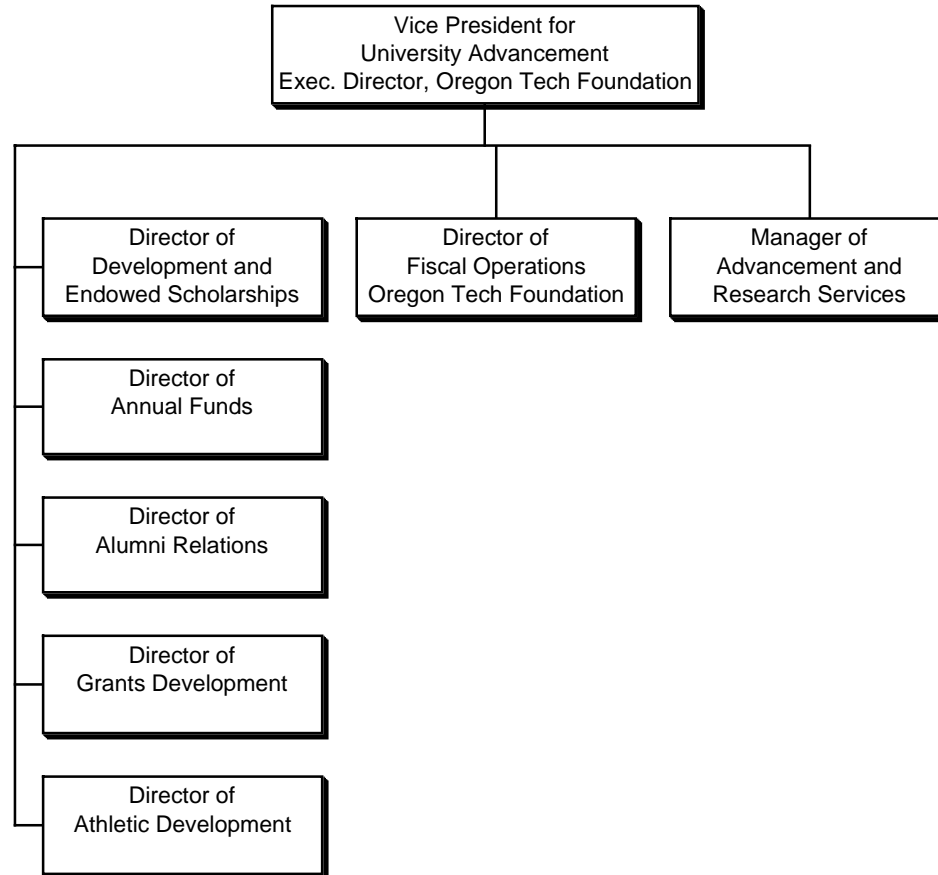 Vice President for
University Advancement
Exec. Director, Oregon Tech Foundation
Director of
Development and
Endowed Scholarships
Director of
Fiscal Operations
Oregon Tech Foundation
Manager of
Advancement and
Research Services
Director of
Annual Funds
Director of
Alumni Relations
Director of
Grants Development
Director of
Athletic Development